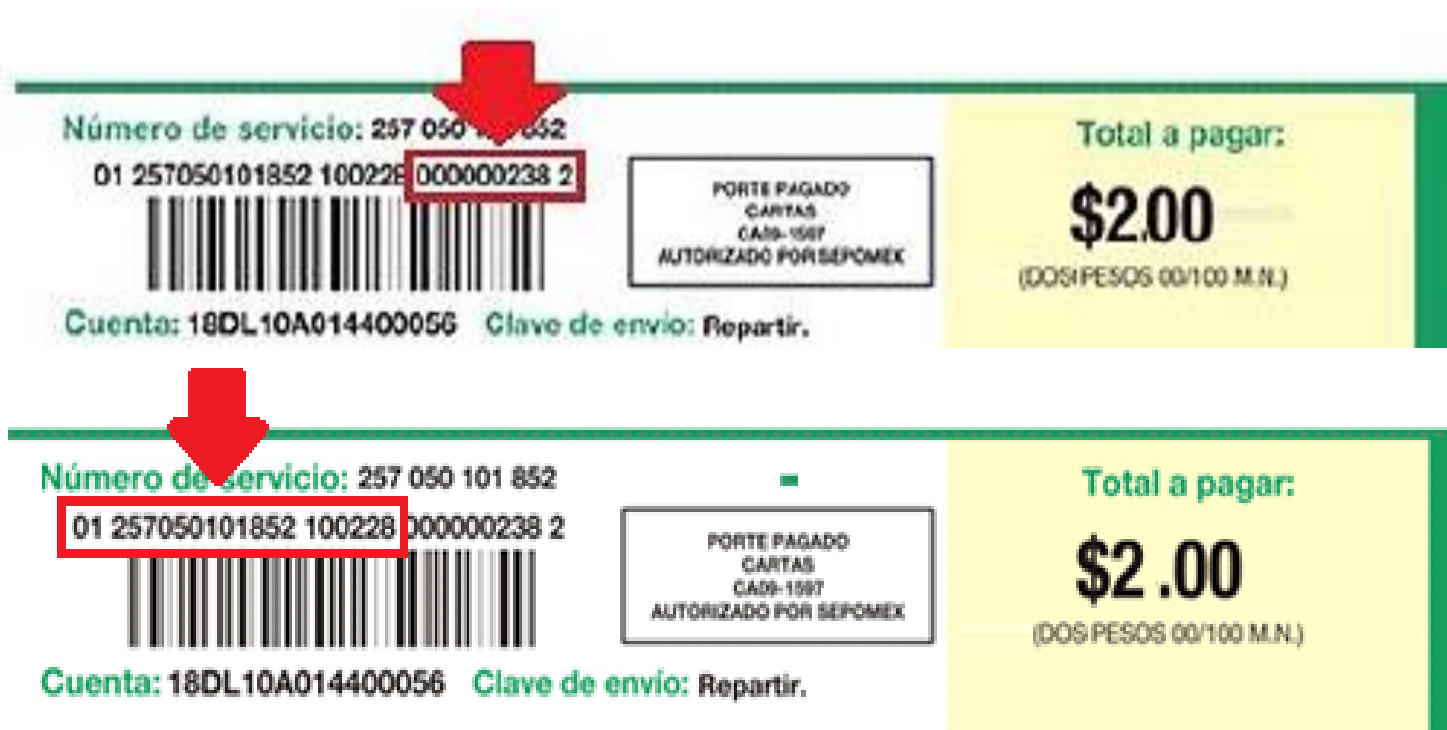 Número de servicio: 257 050 852
01 257050101852 100228 000000238 2
PORTE PAGADO
CARTAS
CA09-1597
AUTORIZADO POR SEPOMEX
Cuenta: 18DL10A014400056 Clave de envio: Repartir.
Total a pagar:
$2.00
(DOS PESOS 00/100 M.N.)
Número de servicio: 257 050 101 852
01 257050101852 100228 000000238 2
PORTE PAGADO
CARTAS
CA09-1597
AUTORIZADO POR SEPOMEX
Cuenta: 18DL10A014400056 Clave de envío: Repartir.
Total a pagar:
$2 .00
(DOS PESOS 00/100 M.N.)